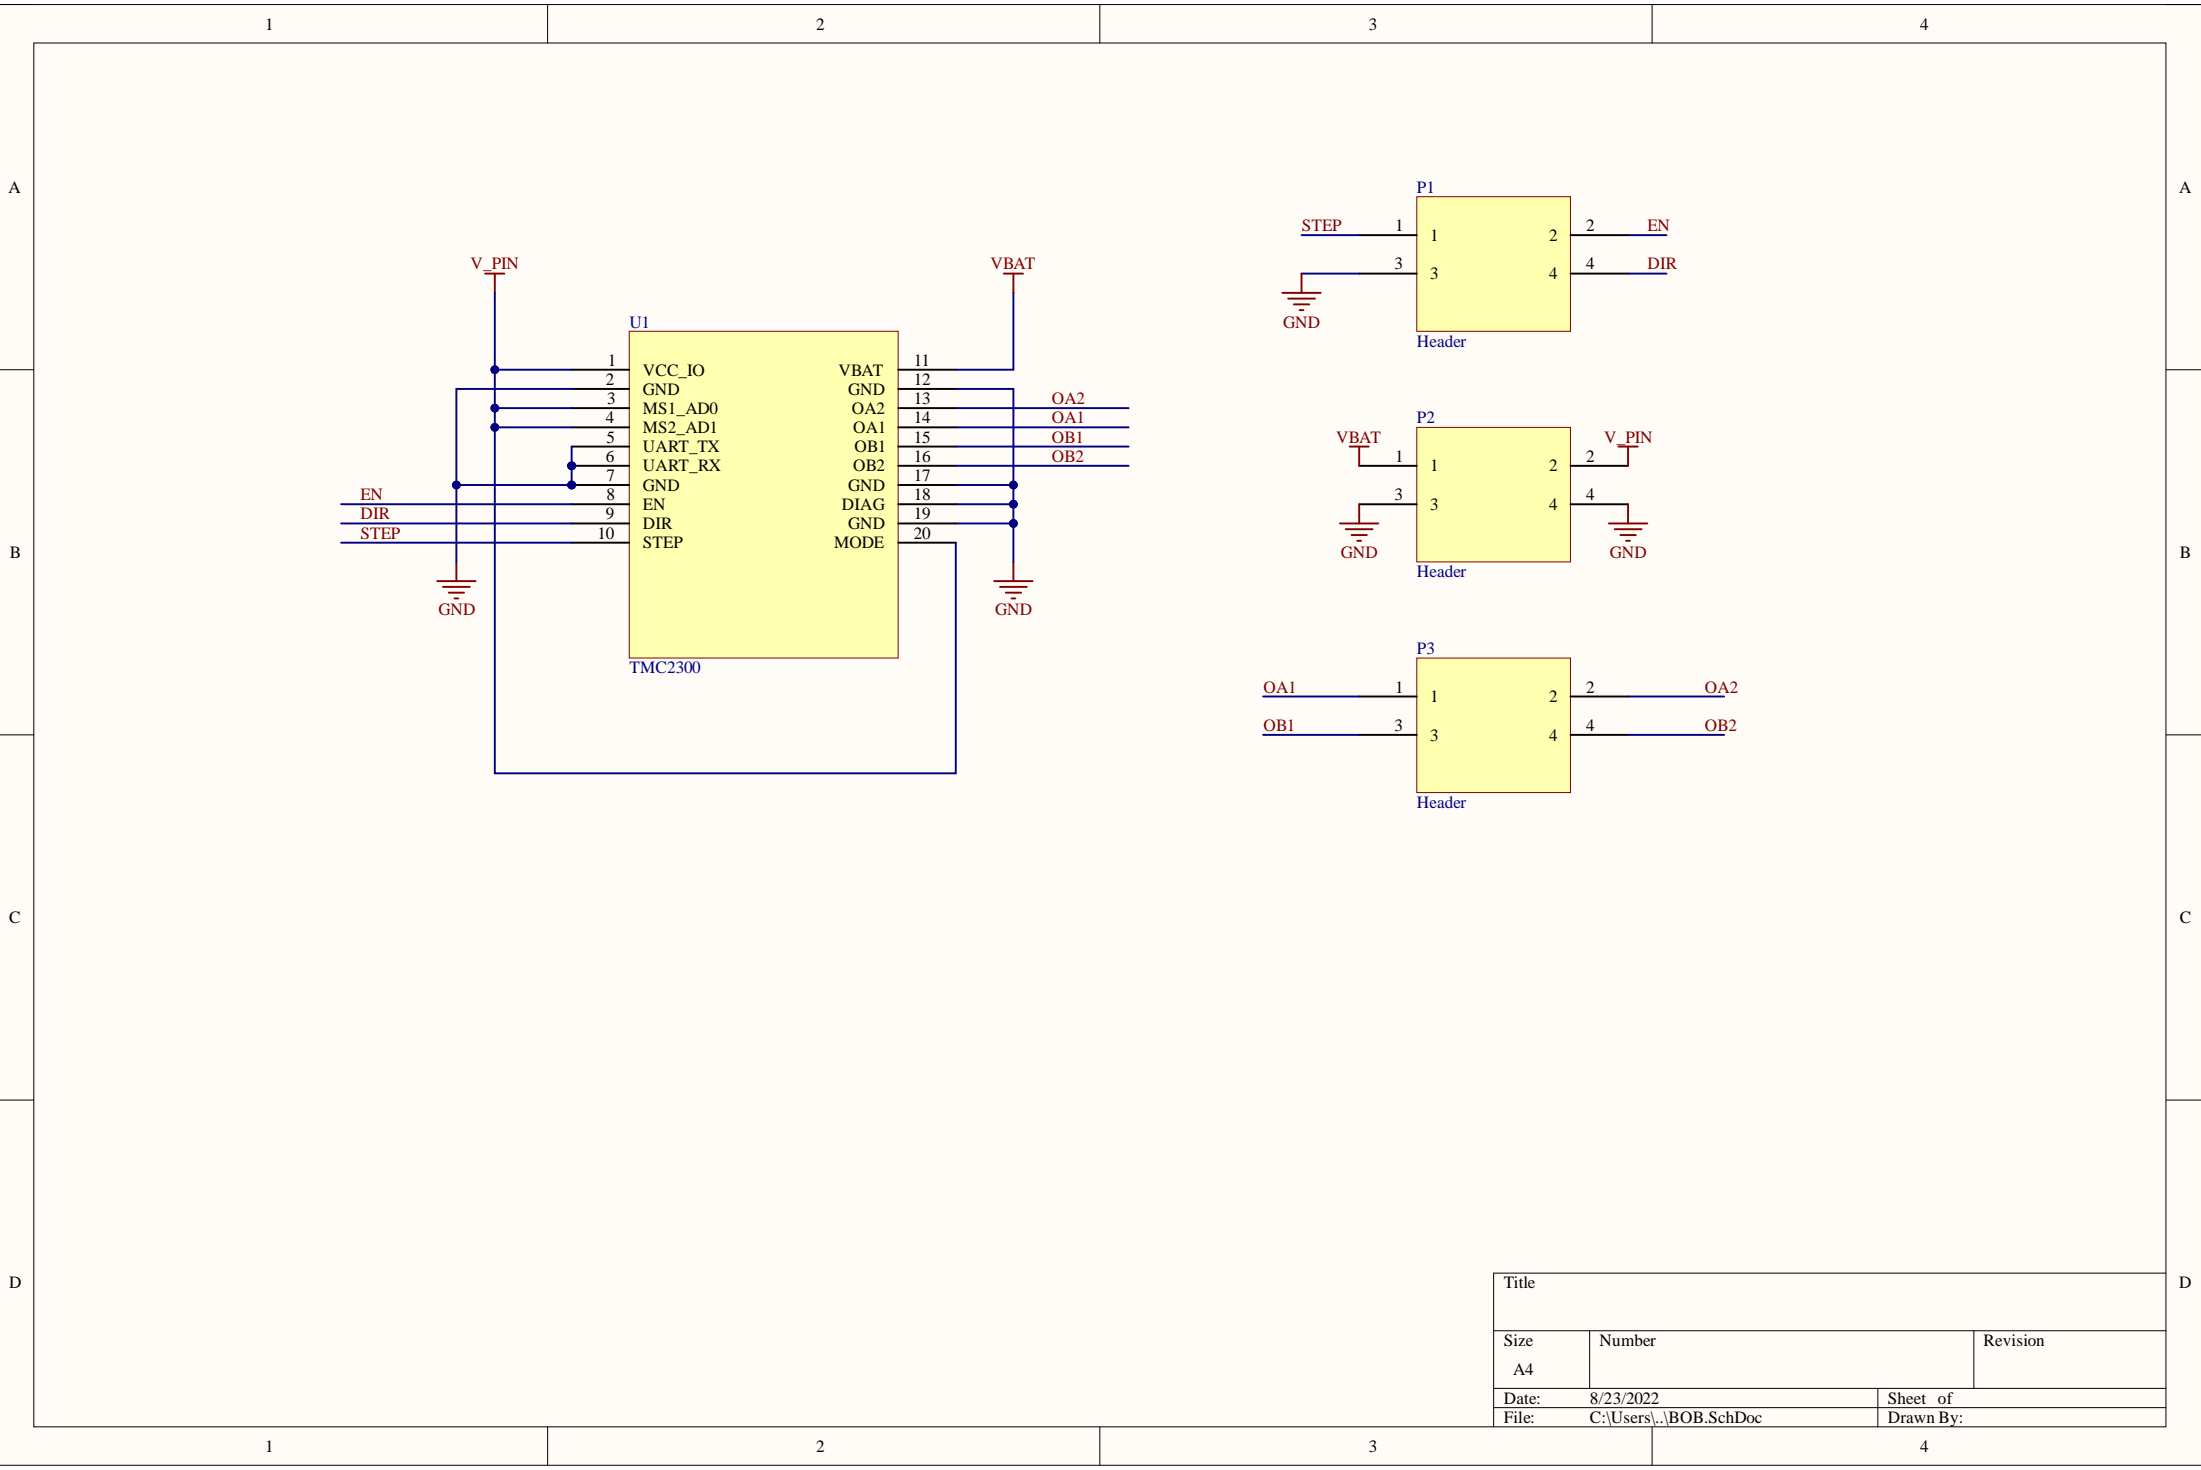 1 2 3 4
A A
P1
STEP 1 1 2 2 EN
3 3 4 4 DIR
GND
Header
V_PIN VBAT
U1
1 VCC_IO VBAT 11
2 GND GND 12
3 MS1_AD0 OA2 13 OA2
4 MS2_AD1 OA1 14 OA1
5 UART_TX OB1 15 OB1
6 UART_RX OB2 16 OB2
7 GND GND 17
EN 8 EN DIAG 18
DIR 9 DIR GND 19
STEP 10 STEP MODE 20
GND GND
TMC2300
P2
VBAT V_PIN
1 1 2 2
3 3 4 4
GND GND
Header
B B
P3
OA1 1 1 2 2 OA2
OB1 3 3 4 4 OB2
Header
C C
D D
Title
Size Number Revision
A4
Date: 8/23/2022 Sheet of
File: C:\Users\..\BOB.SchDoc Drawn By:
1 2 3 4